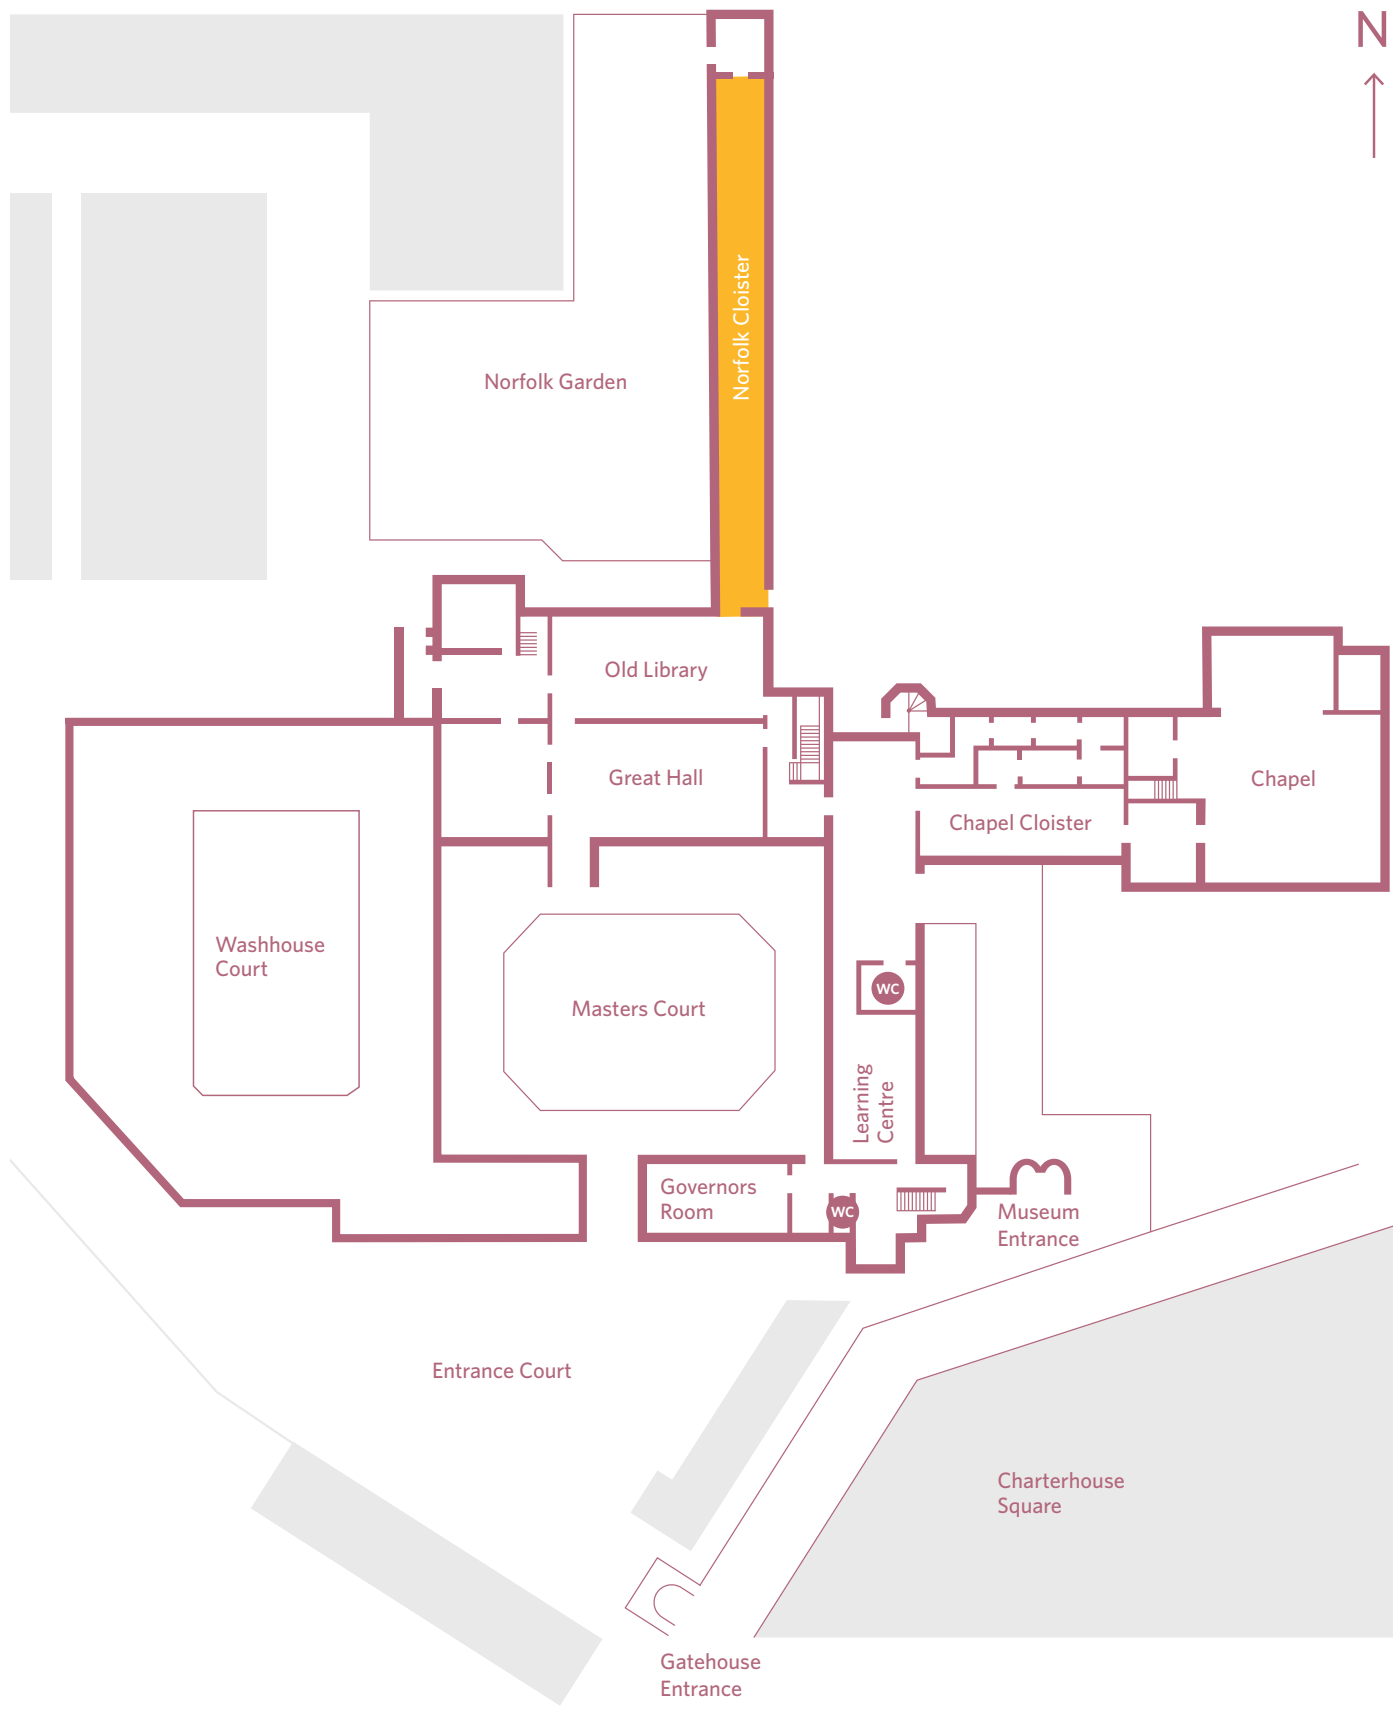 N
Norfolk Cloister
Norfolk Garden
Old Library
Great Hall
Chapel
Chapel Cloister
Washhouse
Court
Masters Court
WC
Learning
Centre
Governors
Room
WC
Museum
Entrance
Entrance Court
Charterhouse
Square
Gatehouse
Entrance